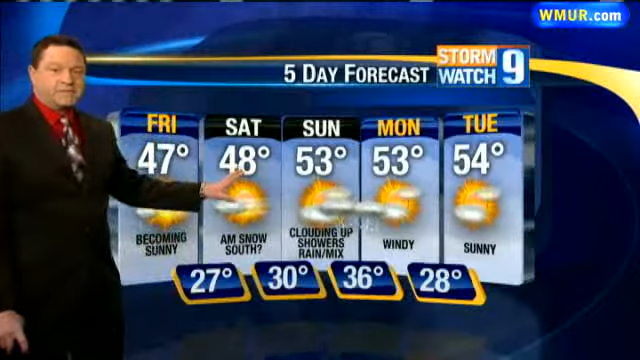 WMUR.com
5 DAY FORECAST
STORM
WATCH 9
FRI
SAT
SUN
MON
TUE
47°
48°
53°
53°
54°
BECOMING
SUNNY
AM SNOW
SOUTH?
CLOUDING UP
SHOWERS
RAIN/MIX
WINDY
SUNNY
27°
30°
36°
28°